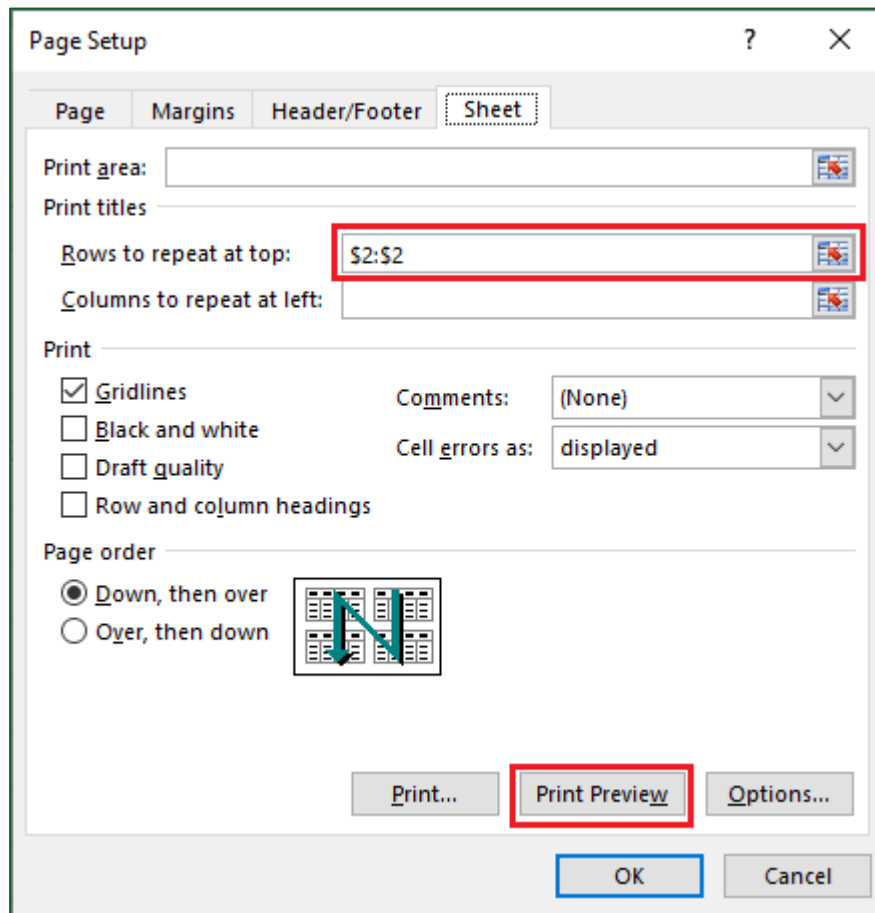 Page Setup ?
Page Margins Header/Footer Sheet
Print area:
Print titles
Rows to repeat at top: $2:$2
Columns to repeat at left:
Print
Gridlines
Comments: (None)
Black and white
Cell errors as: displayed
Draft quality
Row and column headings
Page order
Down, then over
Over, then down
Print... Print Preview Options...
OK Cancel